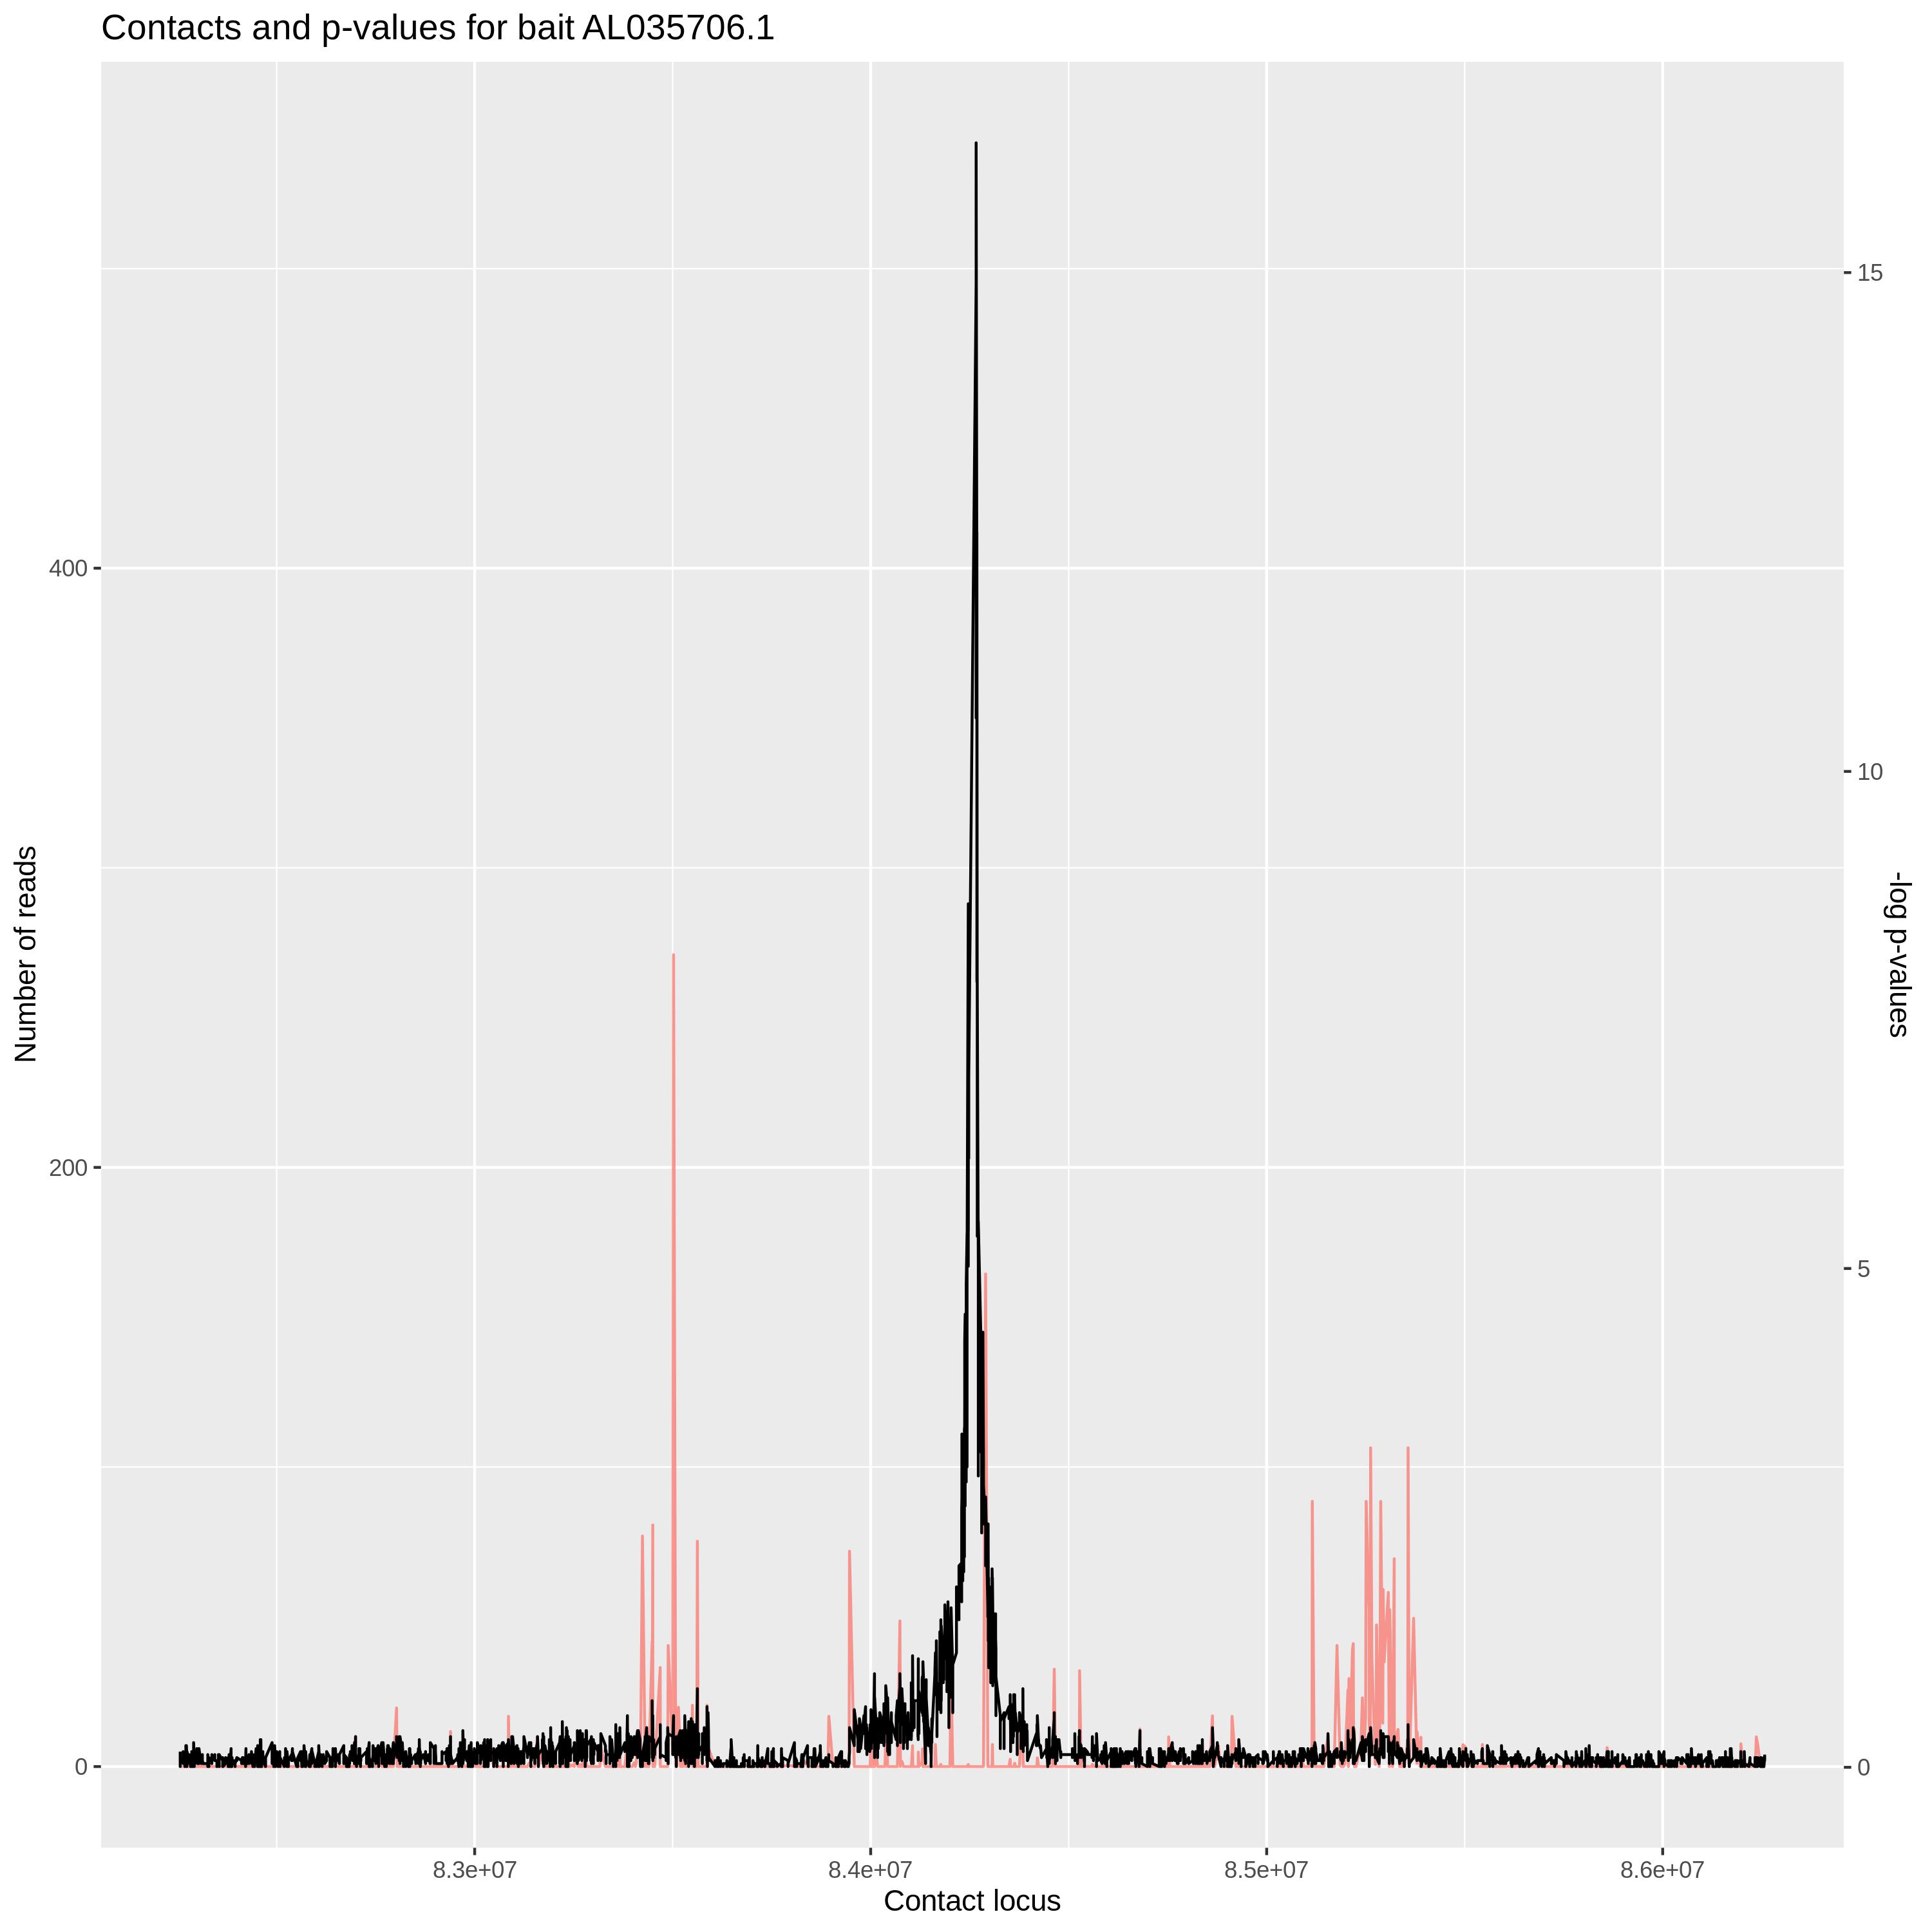 Contacts and p-values for bait AL035706.1
Number of reads
400
200
0
15
10
5
0
-log p-values
8.3e+07 8.4e+07 8.5e+07 8.6e+07
Contact locus